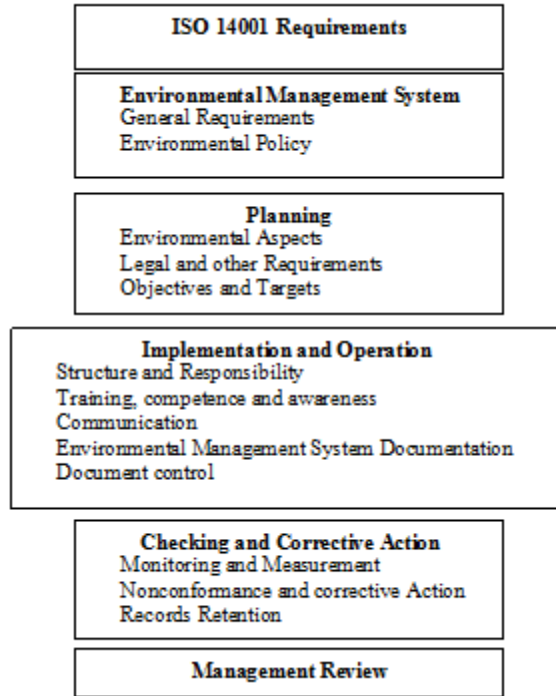 ISO 14001 Requirements
Environmental Management System
General Requirements
Environmental Policy
Planning
Environmental Aspects
Legal and other Requirements
Objectives and Targets
Implementation and Operation
Structure and Responsibility
Training, competence and awareness
Communication
Environmental Management System Documentation
Document control
Checking and Corrective Action
Monitoring and Measurement
Nonconformance and corrective Action
Records Retention
Management Review